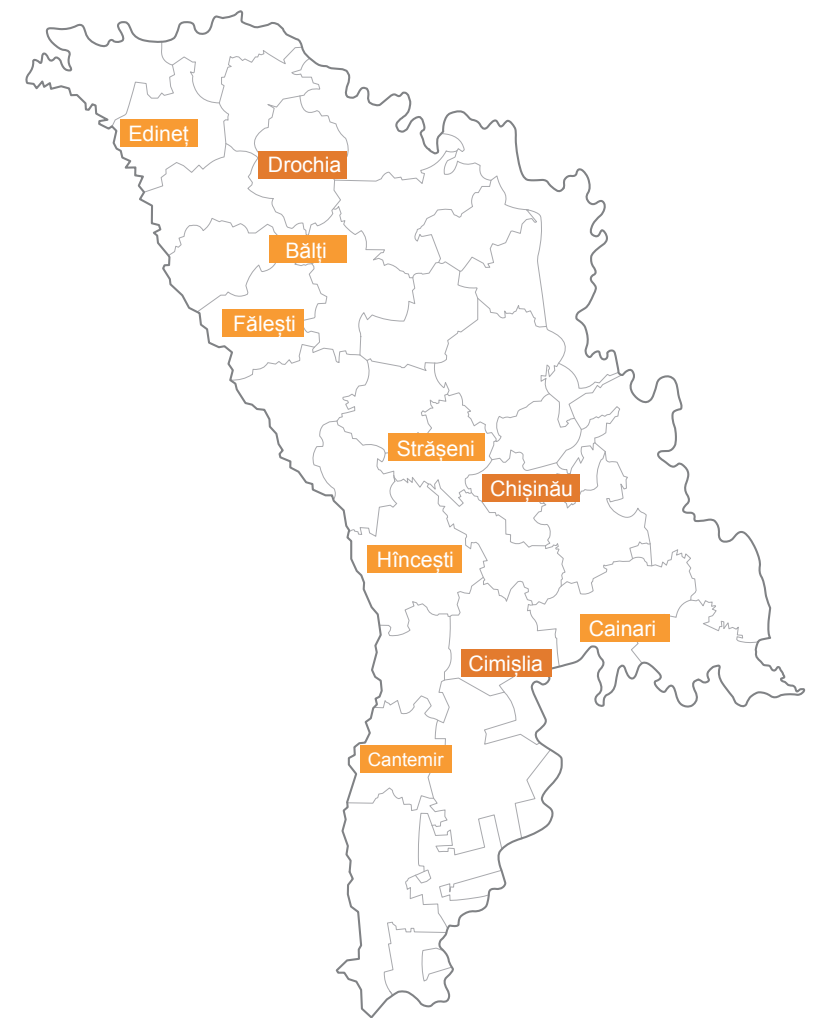 Edineț
Drochia
Bălți
Fălești
Strășeni
Chișinău
Hîncești
Cainari
Cimișlia
Cantemir